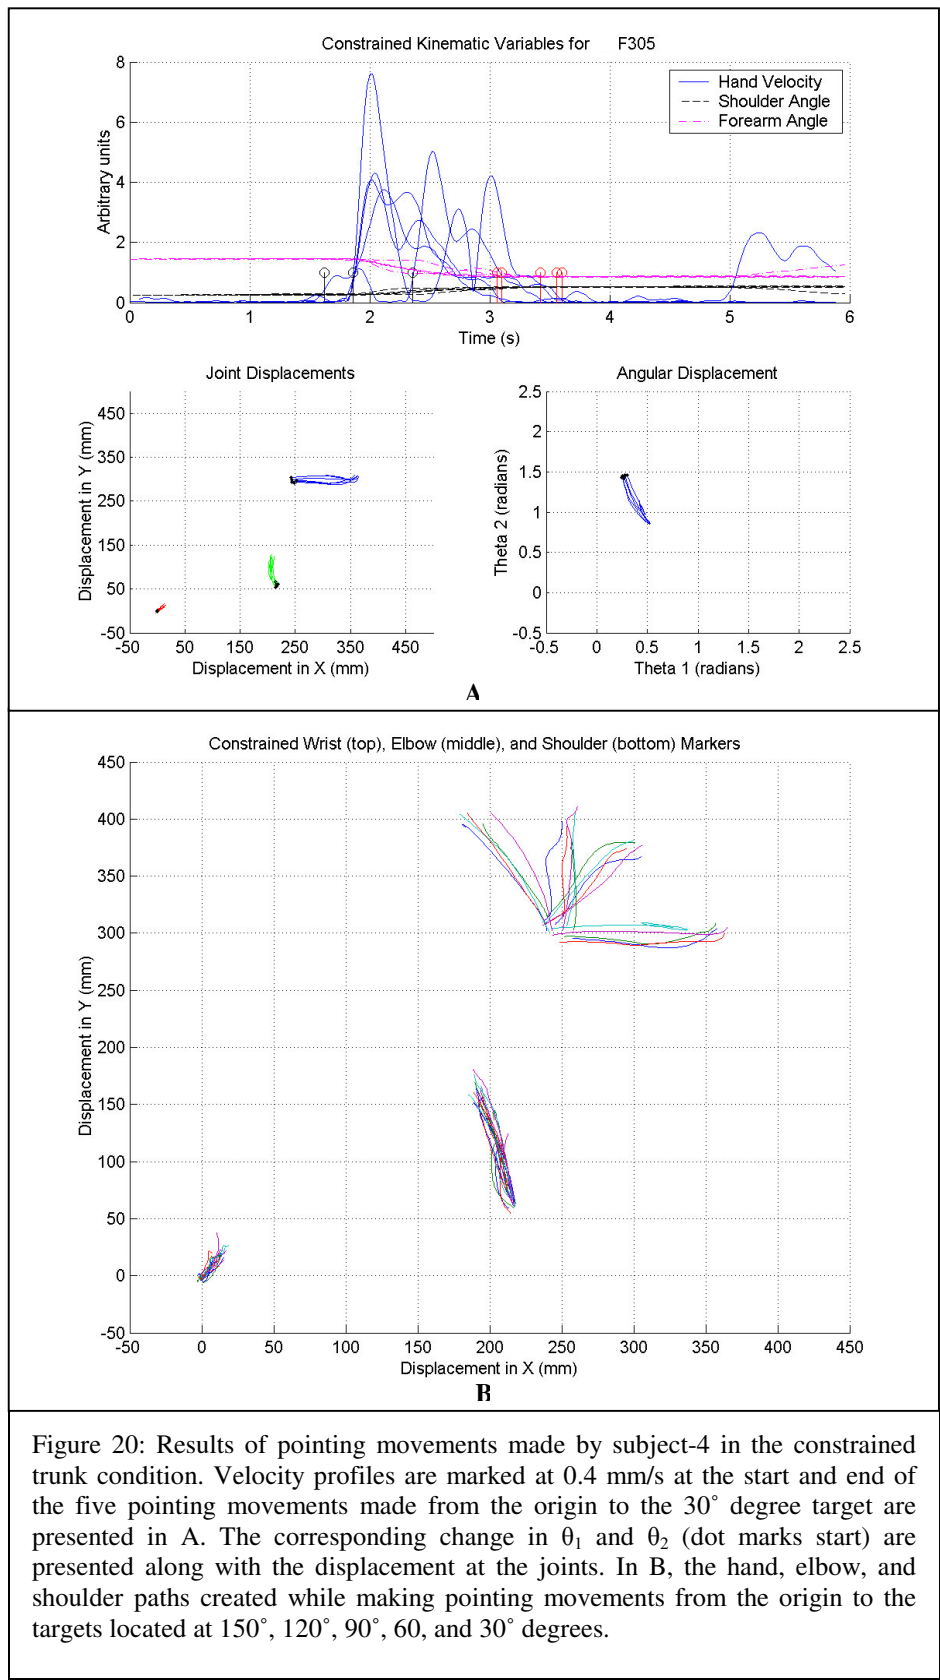 Constrained Kinematic Variables for F305
8
6
4
2
0
Arbitrary units
Hand Velocity
Shoulder Angle
Forearm Angle
0 1 2 3 4 5 6
Time (s)
Joint Displacements
450
350
250
150
50
-50
Displacement in Y (mm)
-50 50 150 250 350 450
Displacement in X (mm)
Angular Displacement
2.5
2
1.5
1
0.5
0
-0.5
Theta 2 (radians)
-0.5 0 0.5 1 1.5 2 2.5
Theta 1 (radians)
A
Constrained Wrist (top), Elbow (middle), and Shoulder (bottom) Markers
450
400
350
300
250
200
150
100
50
0
-50
Displacement in Y (mm)
-50 0 50 100 150 200 250 300 350 400 450
Displacement in X (mm)
B
Figure 20: Results of pointing movements made by subject-4 in the constrained
trunk condition. Velocity profiles are marked at 0.4 mm/s at the start and end of
the five pointing movements made from the origin to the 30˚ degree target are
presented in A. The corresponding change in θ₁ and θ₂ (dot marks start) are
presented along with the displacement at the joints. In B, the hand, elbow, and
shoulder paths created while making pointing movements from the origin to the
targets located at 150˚, 120˚, 90˚, 60, and 30˚ degrees.